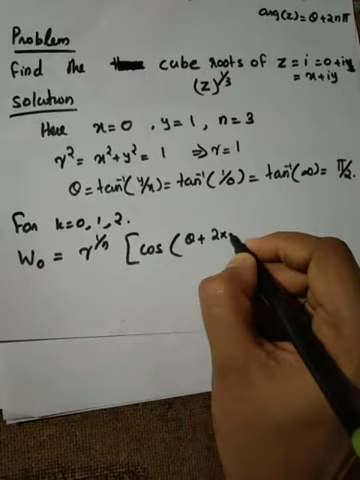 arg(z) = θ + 2nπ
Problem
Find the cube roots of z = i = 0+iy
= x+iy
(z)^1/3
Solution
Here x=0 , y=1 , n=3
r² = x²+y² = 1 ⇒ r=1
θ = tan⁻¹(y/x) = tan⁻¹(1/0) = tan⁻¹(∞) = π/2.
For k=0, 1, 2.
W₀ = r^1/n [cos (θ + 2x